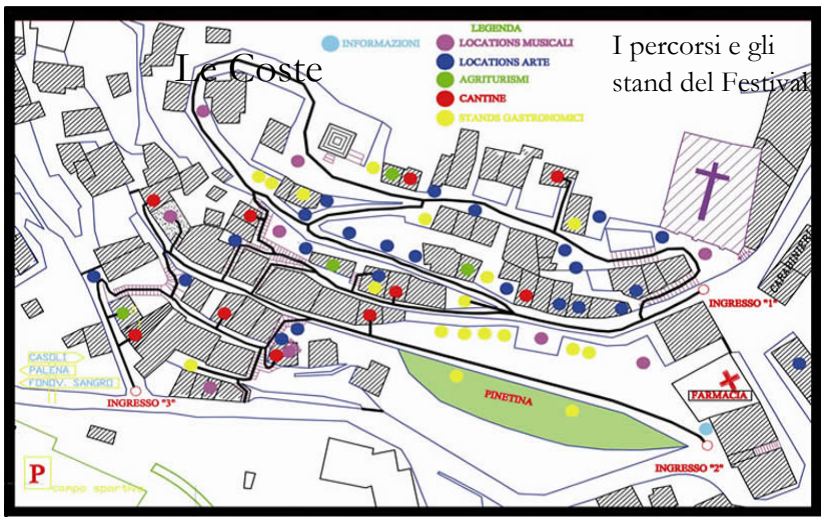 LEGENDA
INFORMAZIONI
LOCATIONS MUSICALI
LOCATIONS ARTE
AGRITURISMI
CANTINE
STANDS GASTRONOMICI
I percorsi e gli
stand del Festival
Le Coste
CARABINIERI
INGRESSO "1"
CASOLI
PALENA
FONDV. SANGRO
INGRESSO "3"
PINETINA
FARMACIA
INGRESSO "2"
P
campo sportivo